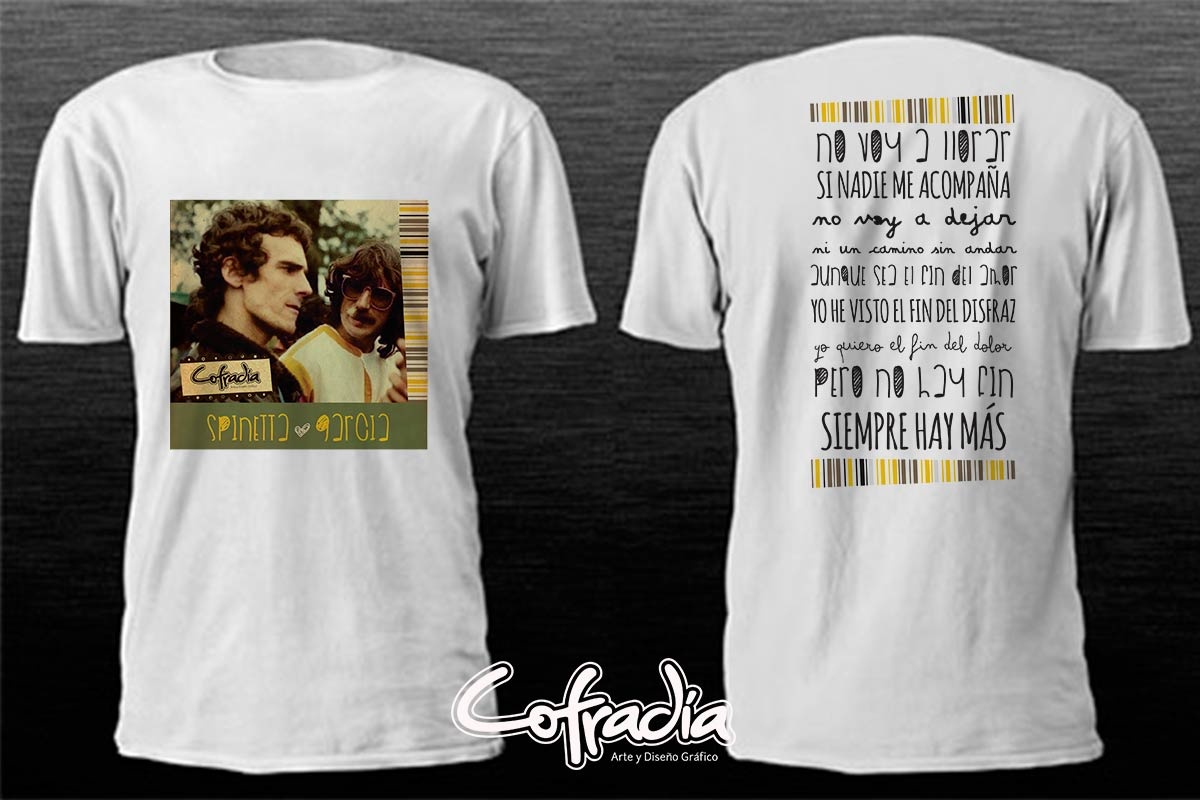 Cofradía
SPINETTA GARCIA
no voy a llorar
SI NADIE ME ACOMPAÑA
no voy a dejar
ni un camino sin andar
aunque sea el fin del amor
YO HE VISTO EL FIN DEL DISFRAZ
yo quiero el fin del dolor
pero no hay fin
SIEMPRE HAY MÁS
Cofradía
Arte y Diseño Gráfico